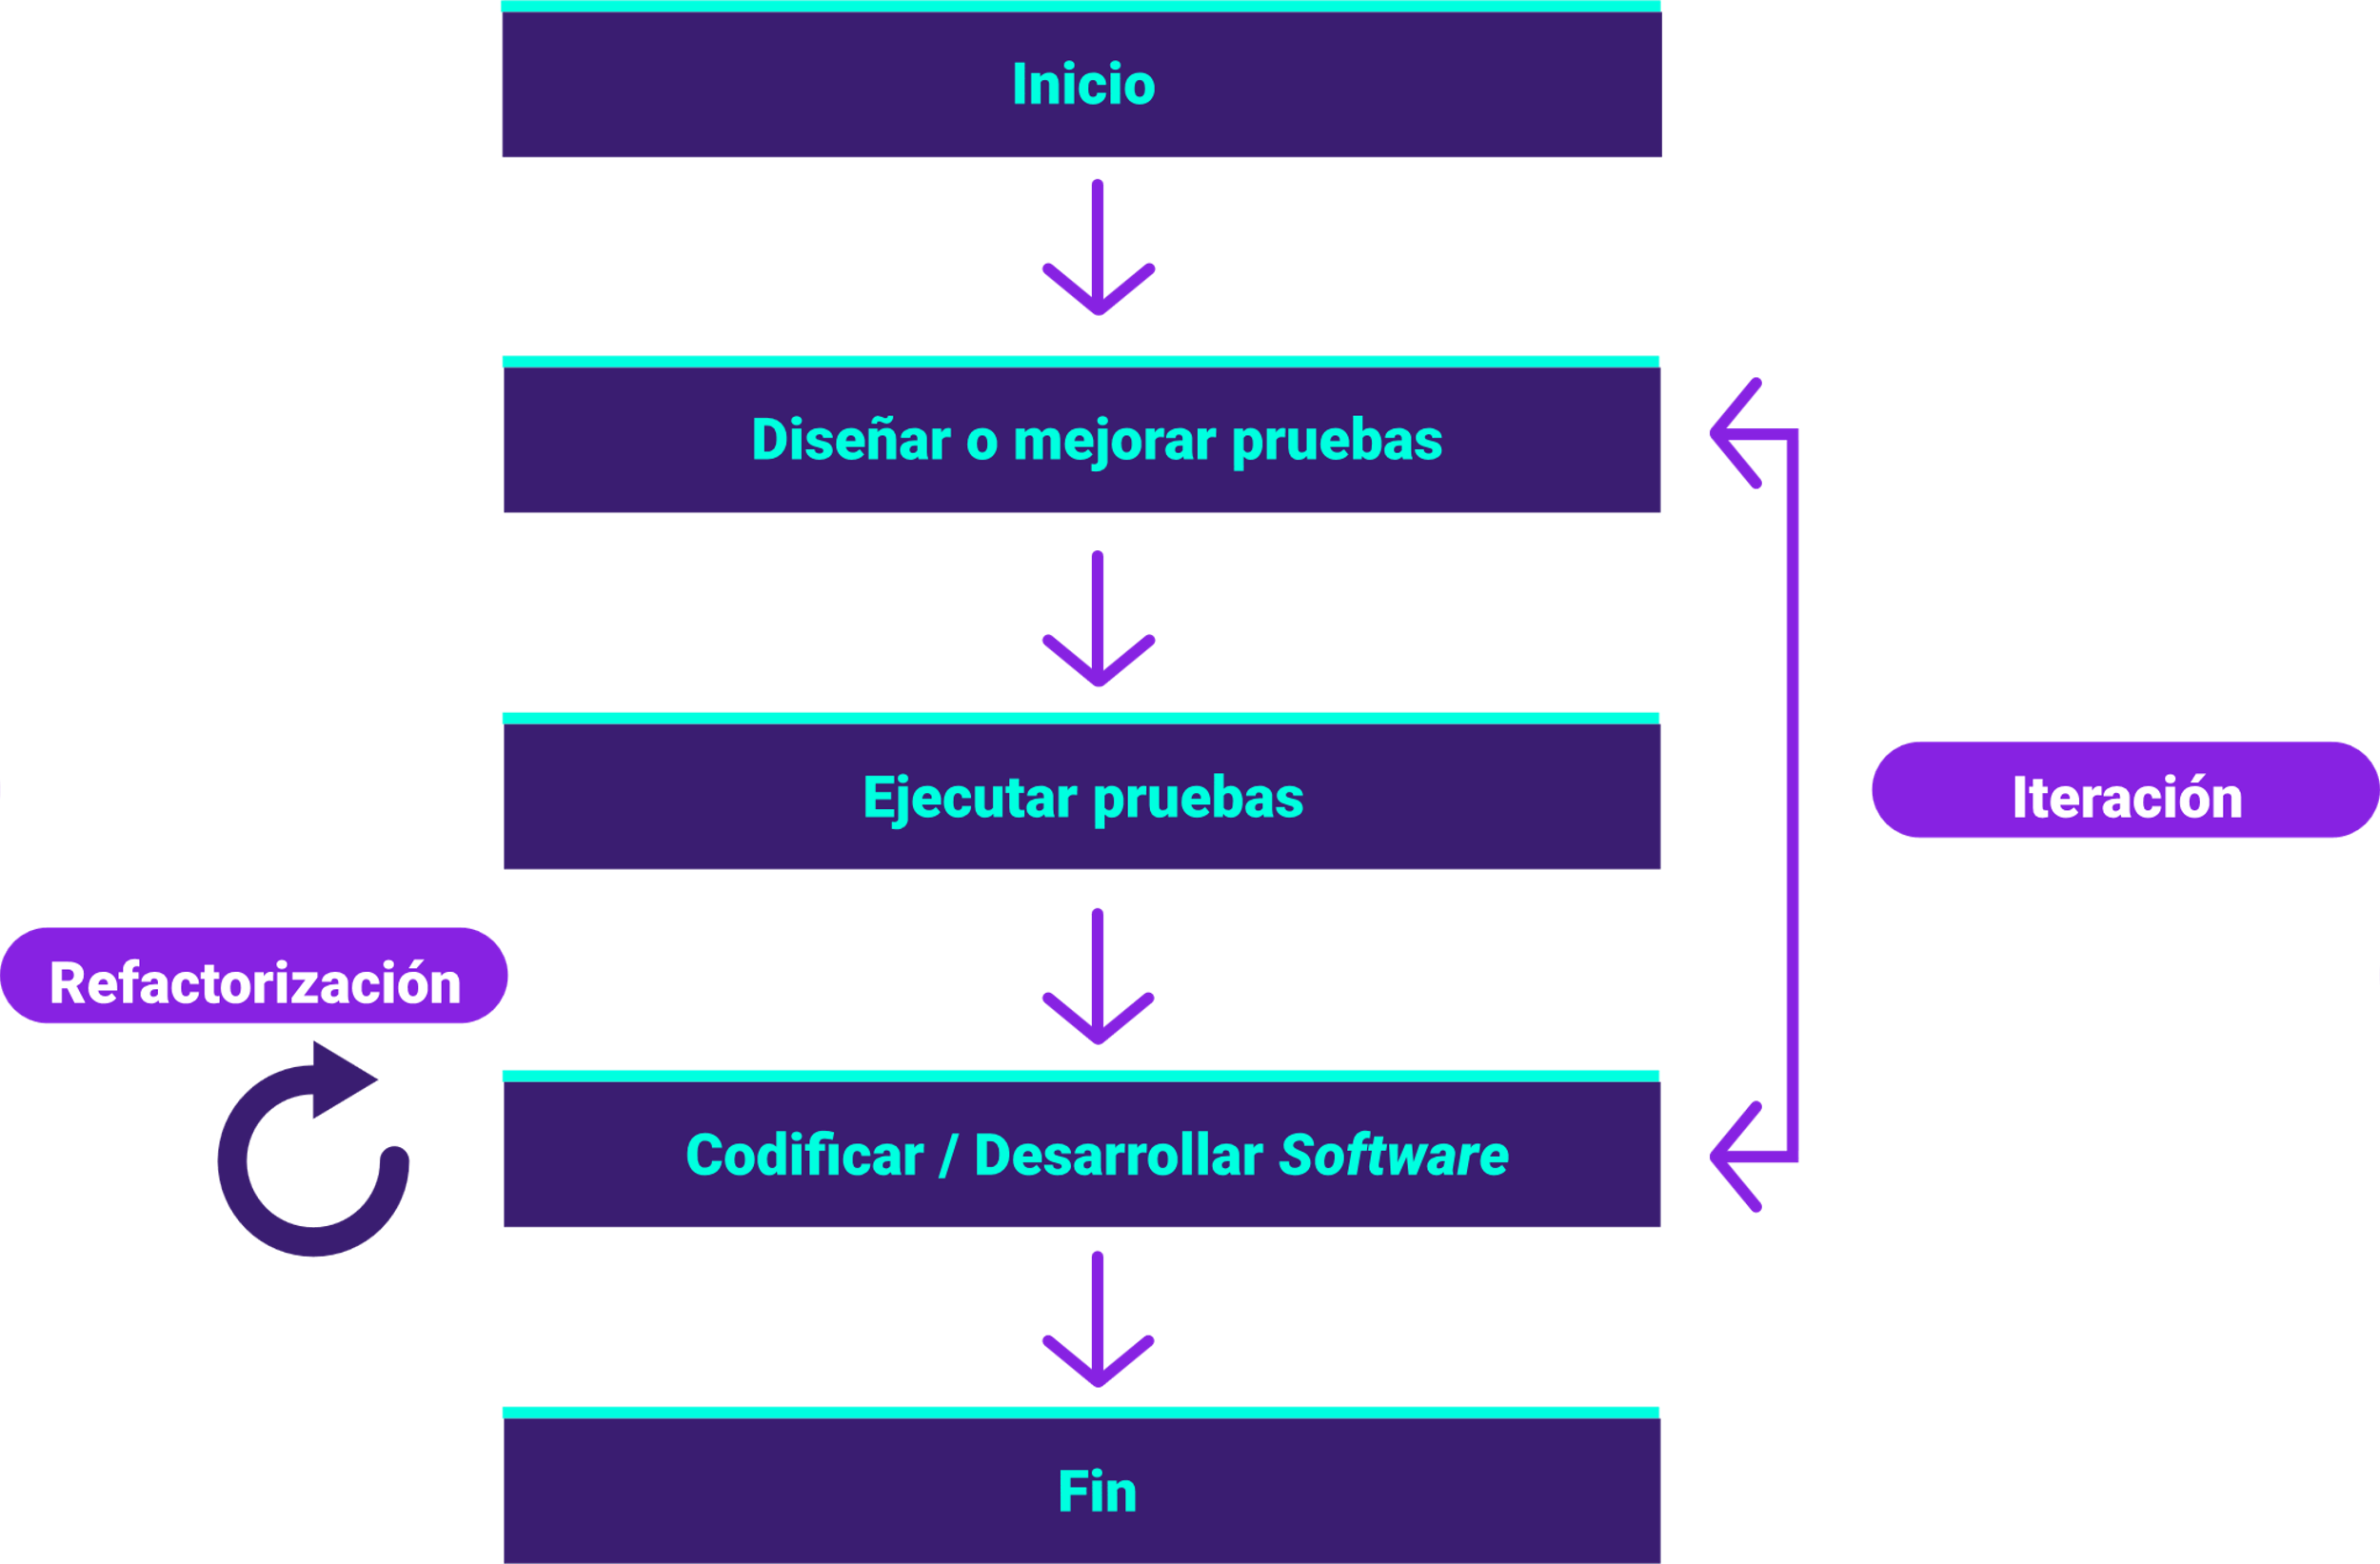 Inicio
Diseñar o mejorar pruebas
Ejecutar pruebas
Iteración
Refactorización
Codificar / Desarrollar Software
Fin